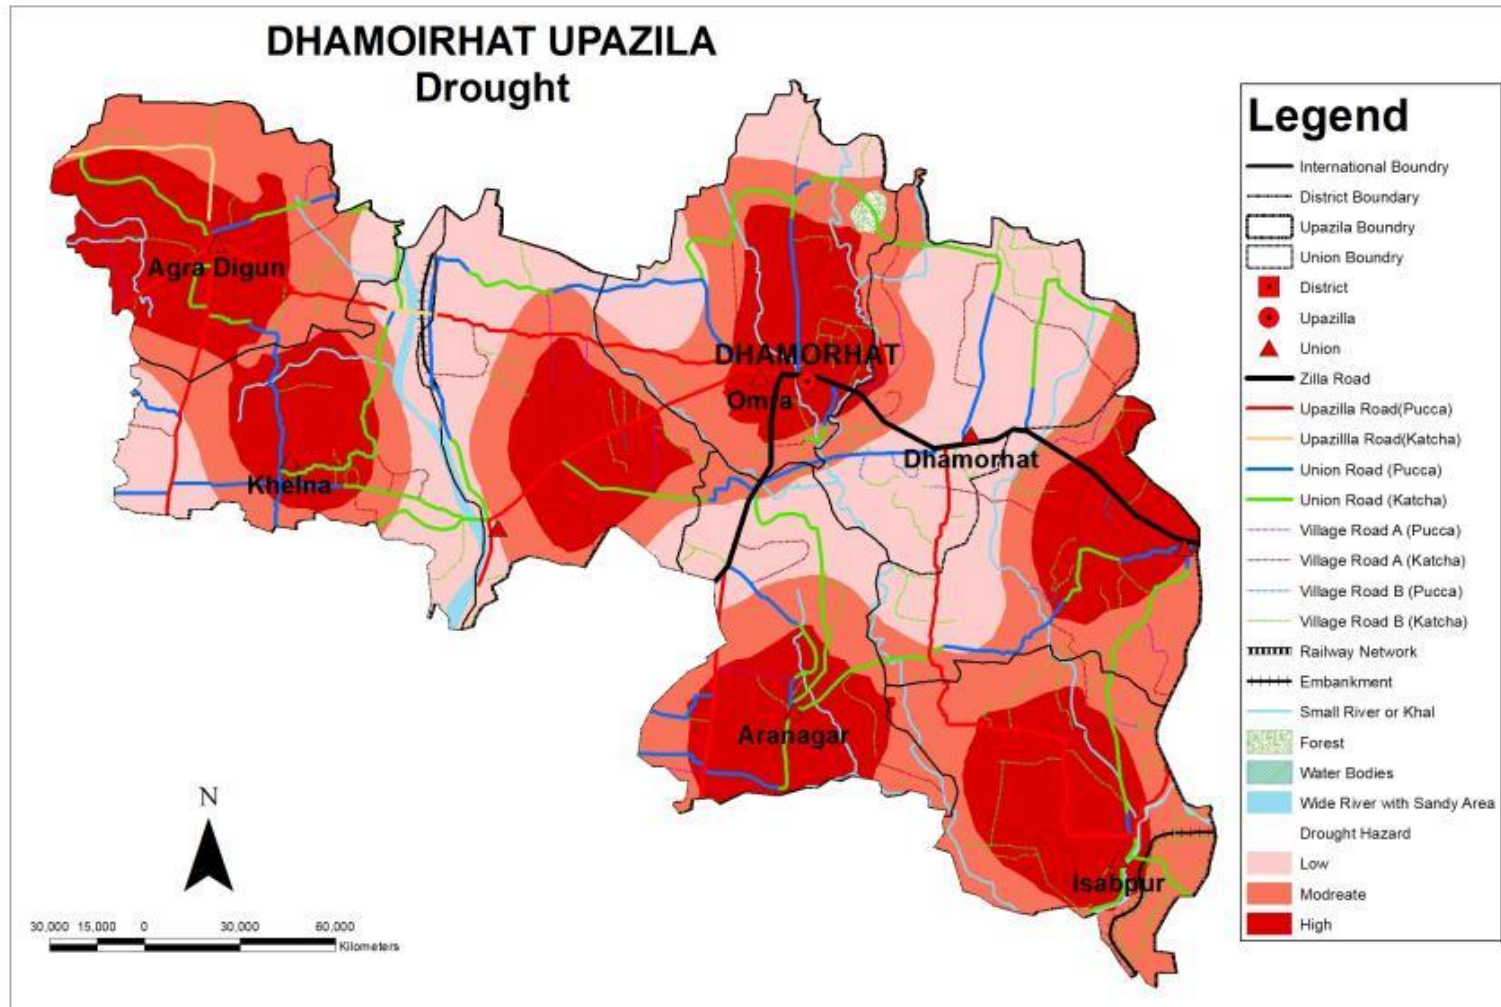 DHAMOIRHAT UPAZILA
Drought
Agra Digun
Khelna
DHAMORHAT
Omra
Dhamorhat
Aranagar
Isabpur
N
30,000 15,000 0 30,000 60,000
Kilometers
Legend
International Boundry
District Boundary
Upazila Boundry
Union Boundry
District
Upazilla
Union
Zilla Road
Upazilla Road(Pucca)
Upazillla Road(Katcha)
Union Road (Pucca)
Union Road (Katcha)
Village Road A (Pucca)
Village Road A (Katcha)
Village Road B (Pucca)
Village Road B (Katcha)
Railway Network
Embankment
Small River or Khal
Forest
Water Bodies
Wide River with Sandy Area
Drought Hazard
Low
Modreate
High